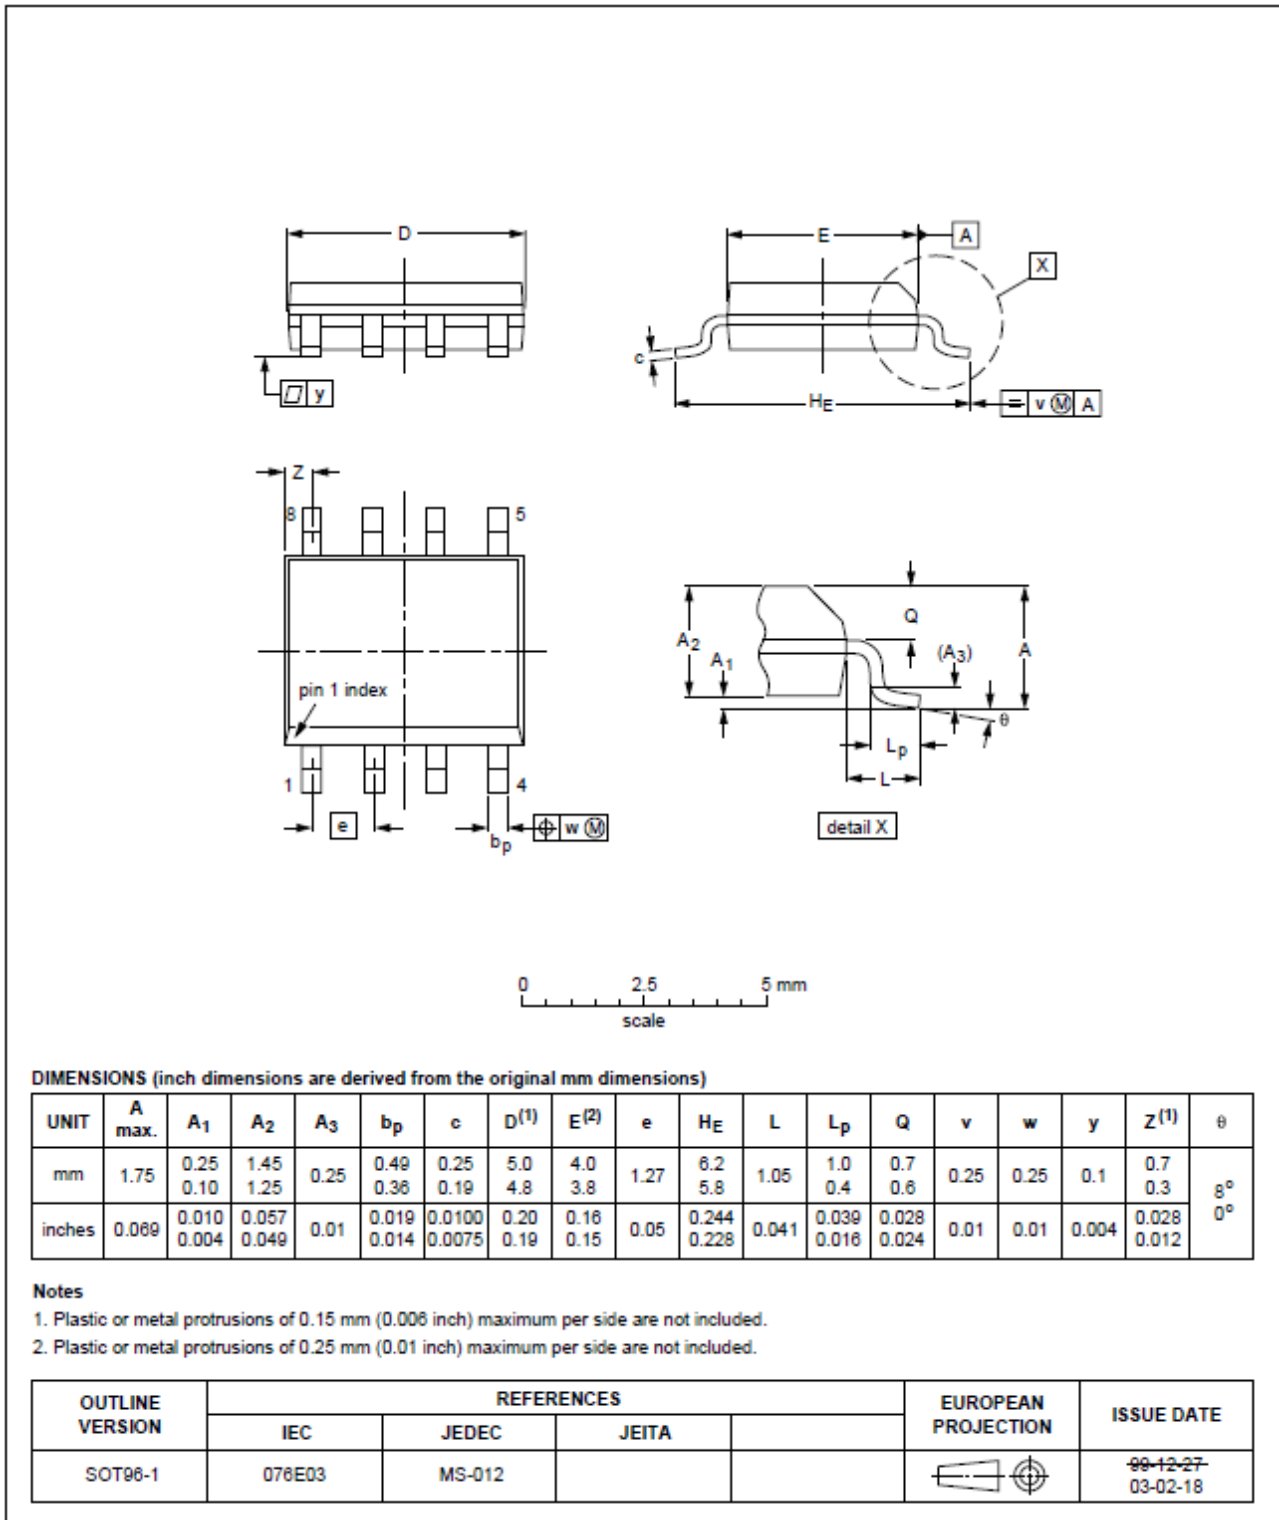 D
E
A
X
c
y
HE
= v Ⓜ A
Z
8
5
pin 1 index
1
4
e
bp
w Ⓜ
Q
A2
A1
(A3)
A
θ
Lp
L
detail X
0 2.5 5 mm
scale
DIMENSIONS (inch dimensions are derived from the original mm dimensions)
UNIT A max. A1 A2 A3 bp c D(1) E(2) e HE L Lp Q v w y Z(1) θ
mm 1.75 0.25 0.10 1.45 1.25 0.25 0.49 0.36 0.25 0.19 5.0 4.8 4.0 3.8 1.27 6.2 5.8 1.05 1.0 0.4 0.7 0.6 0.25 0.25 0.1 0.7 0.3 8° 0°
inches 0.069 0.010 0.004 0.057 0.049 0.01 0.019 0.014 0.0100 0.0075 0.20 0.19 0.16 0.15 0.05 0.244 0.228 0.041 0.039 0.016 0.028 0.024 0.01 0.01 0.004 0.028 0.012
Notes
1. Plastic or metal protrusions of 0.15 mm (0.006 inch) maximum per side are not included.
2. Plastic or metal protrusions of 0.25 mm (0.01 inch) maximum per side are not included.
OUTLINE VERSION REFERENCES EUROPEAN PROJECTION ISSUE DATE
IEC JEDEC JEITA
SOT96-1 076E03 MS-012 99-12-27
03-02-18